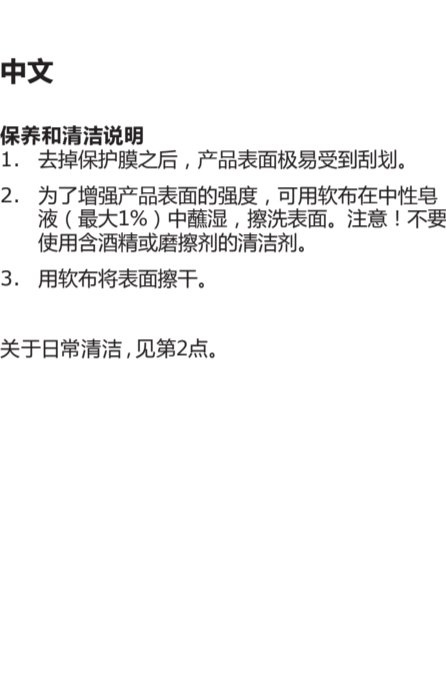 中文
保养和清洁说明
1. 去掉保护膜之后，产品表面极易受到刮划。
2. 为了增强产品表面的强度，可用软布在中性皂
液（最大1%）中蘸湿，擦洗表面。注意！不要
使用含酒精或磨擦剂的清洁剂。
3. 用软布将表面擦干。
关于日常清洁，见第2点。